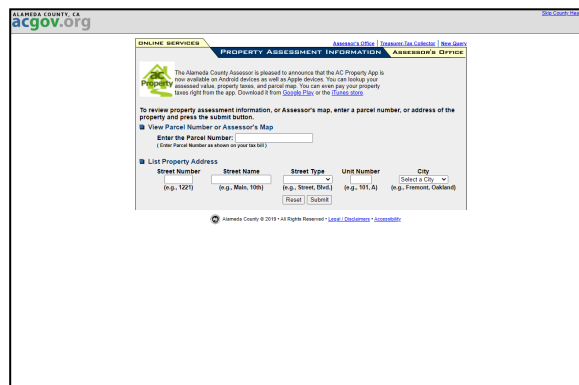 ALAMEDA COUNTY, CA
acgov.org
Skip County Hea
ONLINE SERVICES
Assessor's Office | Treasurer-Tax Collector | New Query
PROPERTY ASSESSMENT INFORMATION
ASSESSOR'S OFFICE
ac Property
The Alameda County Assessor is pleased to announce that the AC Property App is
now available on Android devices as well as Apple devices. You can lookup your
assessed value, property taxes, and parcel map. You can even pay your property
taxes right from the app. Download it from Google Play or the iTunes store.
To review property assessment information, or Assessor's map, enter a parcel number, or address of the
property and press the submit button.
View Parcel Number or Assessor's Map
Enter the Parcel Number:
( Enter Parcel Number as shown on your tax bill )
List Property Address
Street Number Street Name Street Type Unit Number City
Select a City
(e.g., 1221) (e.g., Main, 10th) (e.g., Street, Blvd.) (e.g., 101, A) (e.g., Fremont, Oakland)
Reset Submit
Alameda County © 2019 • All Rights Reserved • Legal / Disclaimers • Accessibility